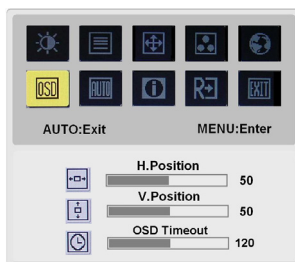 OSD AUTO i R EXIT
AUTO:Exit MENU:Enter
H.Position
50
V.Position
50
OSD Timeout
120